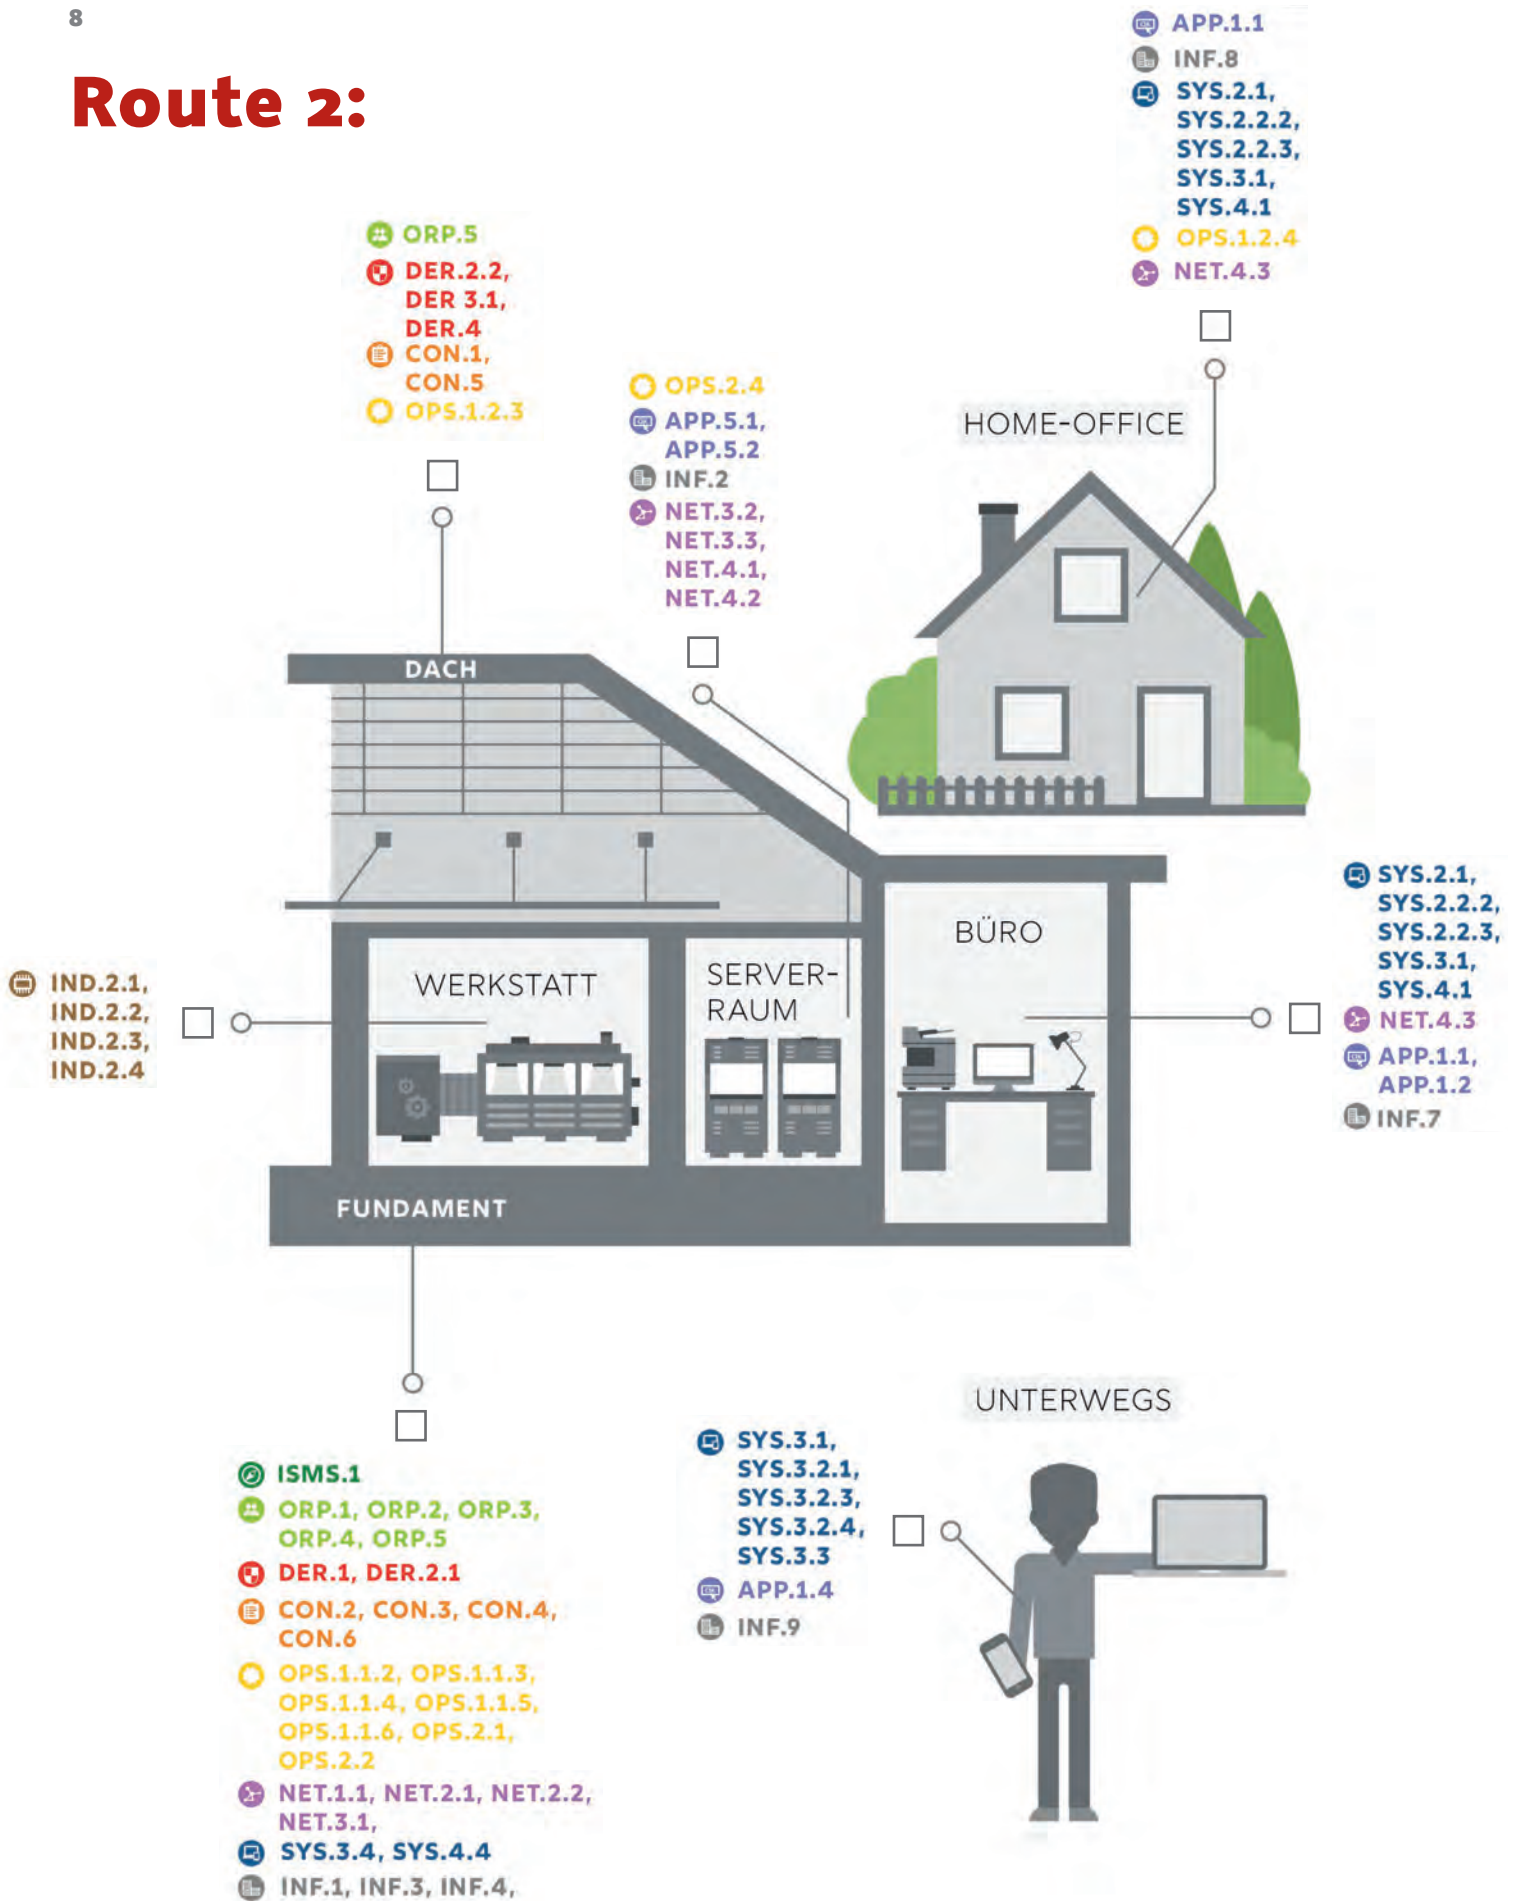 8
Route 2:
APP.1.1
INF.8
SYS.2.1,
SYS.2.2.2,
SYS.2.2.3,
SYS.3.1,
SYS.4.1
OPS.1.2.4
NET.4.3
ORP.5
DER.2.2,
DER 3.1,
DER.4
CON.1,
CON.5
OPS.1.2.3
OPS.2.4
APP.5.1,
APP.5.2
INF.2
NET.3.2,
NET.3.3,
NET.4.1,
NET.4.2
HOME-OFFICE
DACH
SYS.2.1,
SYS.2.2.2,
SYS.2.2.3,
SYS.3.1,
SYS.4.1
NET.4.3
APP.1.1,
APP.1.2
INF.7
BÜRO
SERVER-
RAUM
WERKSTATT
IND.2.1,
IND.2.2,
IND.2.3,
IND.2.4
FUNDAMENT
ISMS.1
ORP.1, ORP.2, ORP.3,
ORP.4, ORP.5
DER.1, DER.2.1
CON.2, CON.3, CON.4,
CON.6
OPS.1.1.2, OPS.1.1.3,
OPS.1.1.4, OPS.1.1.5,
OPS.1.1.6, OPS.2.1,
OPS.2.2
NET.1.1, NET.2.1, NET.2.2,
NET.3.1,
SYS.3.4, SYS.4.4
INF.1, INF.3, INF.4,
UNTERWEGS
SYS.3.1,
SYS.3.2.1,
SYS.3.2.3,
SYS.3.2.4,
SYS.3.3
APP.1.4
INF.9